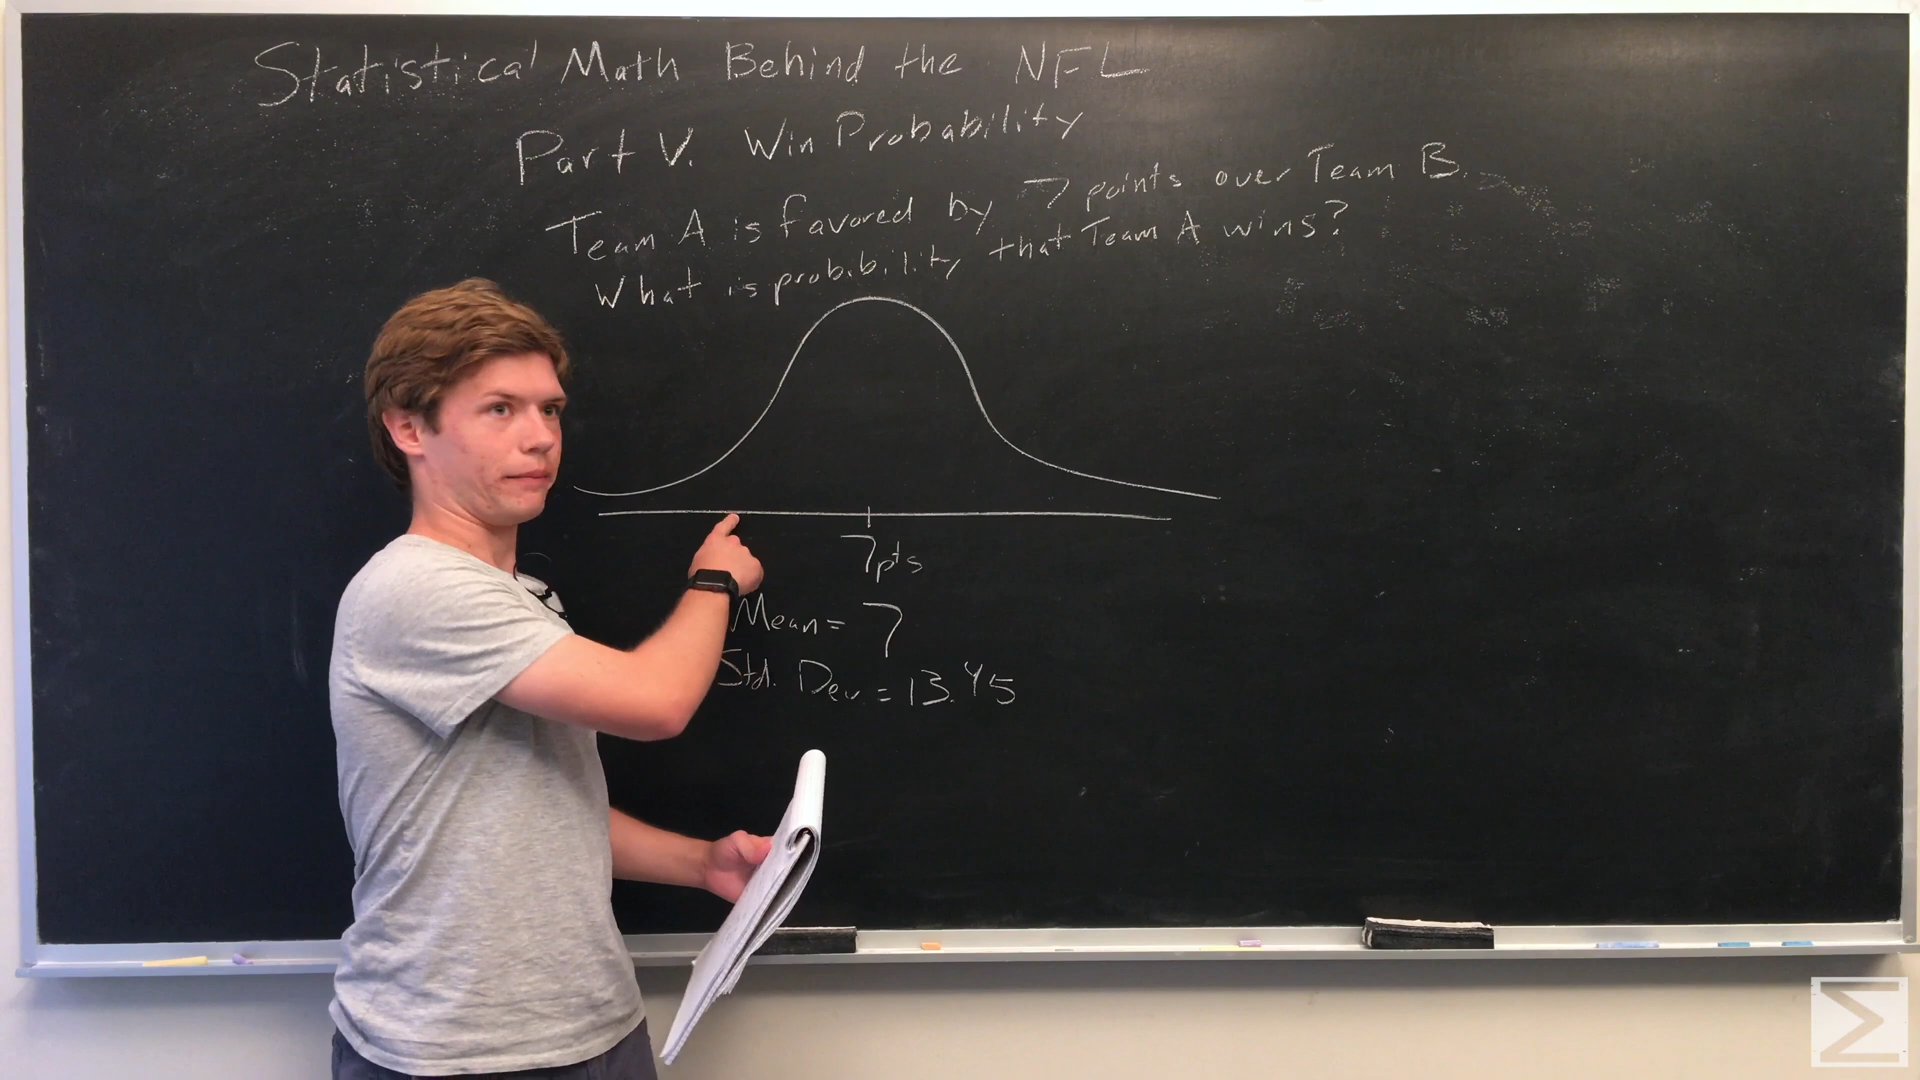 Statistical Math Behind the NFL
Part V. Win Probability
Team A is favored by 7 points over Team B.
What is probibility that Team A wins?
7pts
Mean = 7
Std. Dev = 13.45
Σ